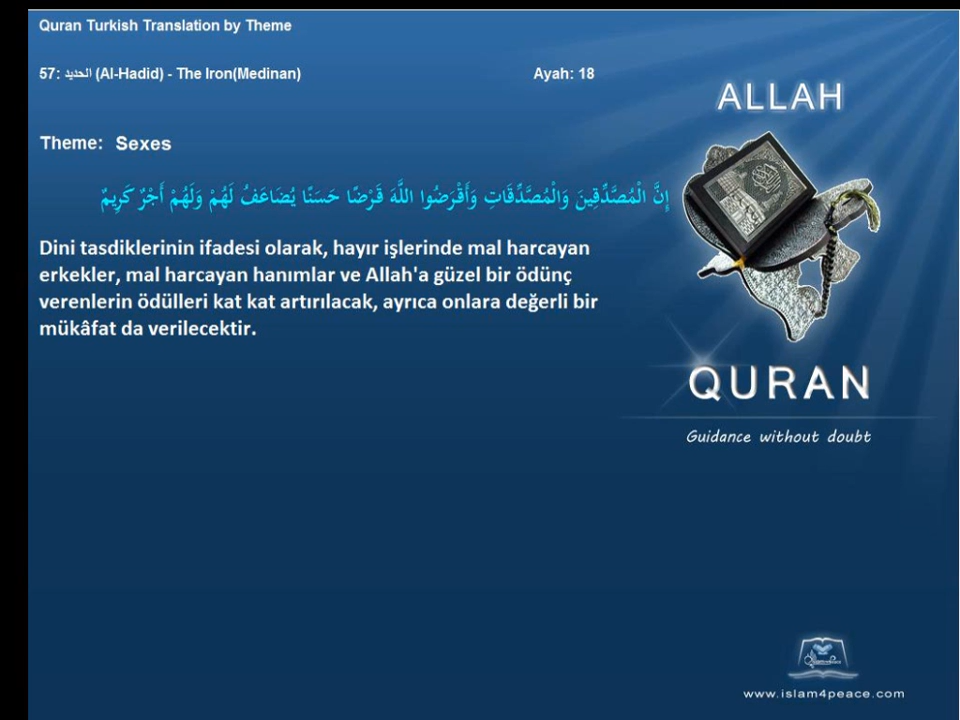 Quran Turkish Translation by Theme
57: الحديد (Al-Hadid) - The Iron(Medinan)
Ayah: 18
Theme: Sexes
إِنَّ الْمُصَّدِّقِينَ وَالْمُصَّدِّقَاتِ وَأَقْرَضُوا اللَّهَ قَرْضًا حَسَنًا يُضَاعَفُ لَهُمْ وَلَهُمْ أَجْرٌ كَرِيمٌ
Dini tasdiklerinin ifadesi olarak, hayır işlerinde mal harcayan
erkekler, mal harcayan hanımlar ve Allah'a güzel bir ödünç
verenlerin ödülleri kat kat artırılacak, ayrıca onlara değerli bir
mükâfat da verilecektir.
ALLAH
QURAN
Guidance without doubt
www.islam4peace.com